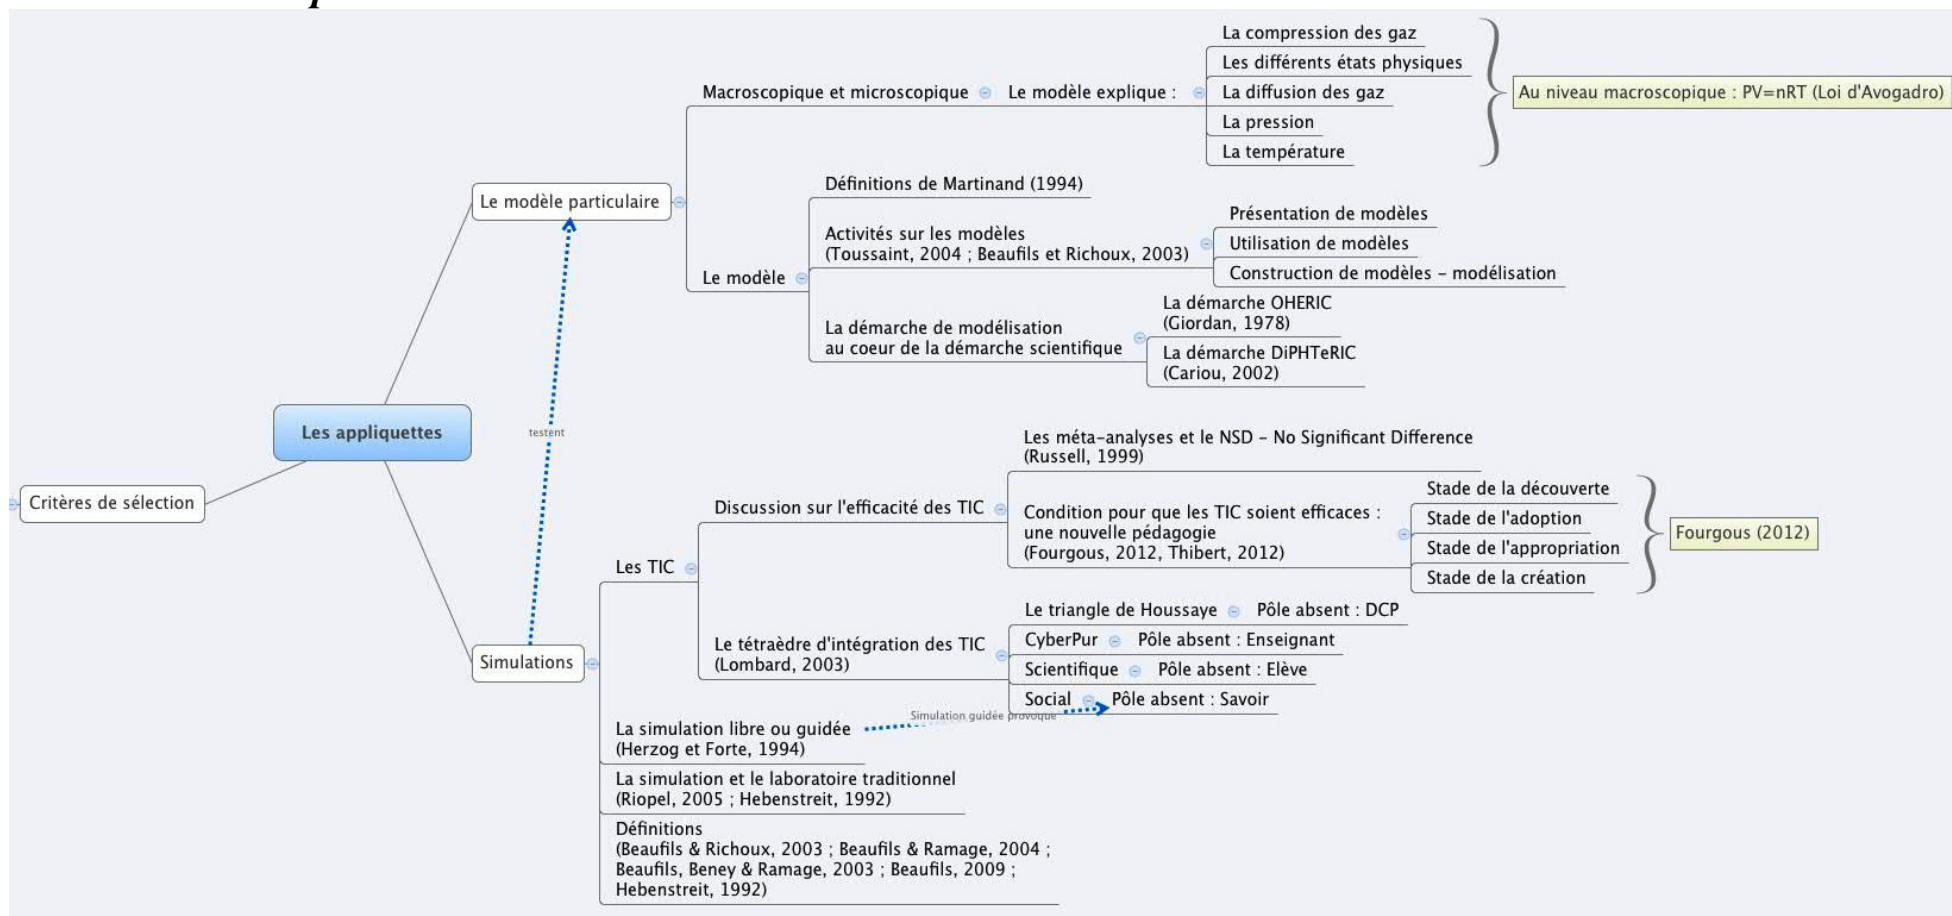 La compression des gaz
Les différents états physiques
Macroscopique et microscopique
Le modèle explique :
La diffusion des gaz
Au niveau macroscopique : PV=nRT (Loi d'Avogadro)
La pression
La température
Le modèle particulaire
Définitions de Martinand (1994)
Activités sur les modèles
(Toussaint, 2004 ; Beaufils et Richoux, 2003)
Présentation de modèles
Utilisation de modèles
Construction de modèles - modélisation
Le modèle
La démarche de modélisation
au coeur de la démarche scientifique
La démarche OHERIC
(Giordan, 1978)
La démarche DiPHTeRIC
(Cariou, 2002)
Les appliquettes
testent
Critères de sélection
Les méta-analyses et le NSD - No Significant Difference
(Russell, 1999)
Discussion sur l'efficacité des TIC
Condition pour que les TIC soient efficaces :
une nouvelle pédagogie
(Fourgous, 2012, Thibert, 2012)
Stade de la découverte
Stade de l'adoption
Stade de l'appropriation
Stade de la création
Fourgous (2012)
Les TIC
Le tétraèdre d'intégration des TIC
(Lombard, 2003)
Le triangle de Houssaye
Pôle absent : DCP
CyberPur
Pôle absent : Enseignant
Scientifique
Pôle absent : Elève
Social
Pôle absent : Savoir
Simulations
Simulation guidée provoque
La simulation libre ou guidée
(Herzog et Forte, 1994)
La simulation et le laboratoire traditionnel
(Riopel, 2005 ; Hebenstreit, 1992)
Définitions
(Beaufils & Richoux, 2003 ; Beaufils & Ramage, 2004 ;
Beaufils, Beney & Ramage, 2003 ; Beaufils, 2009 ;
Hebenstreit, 1992)